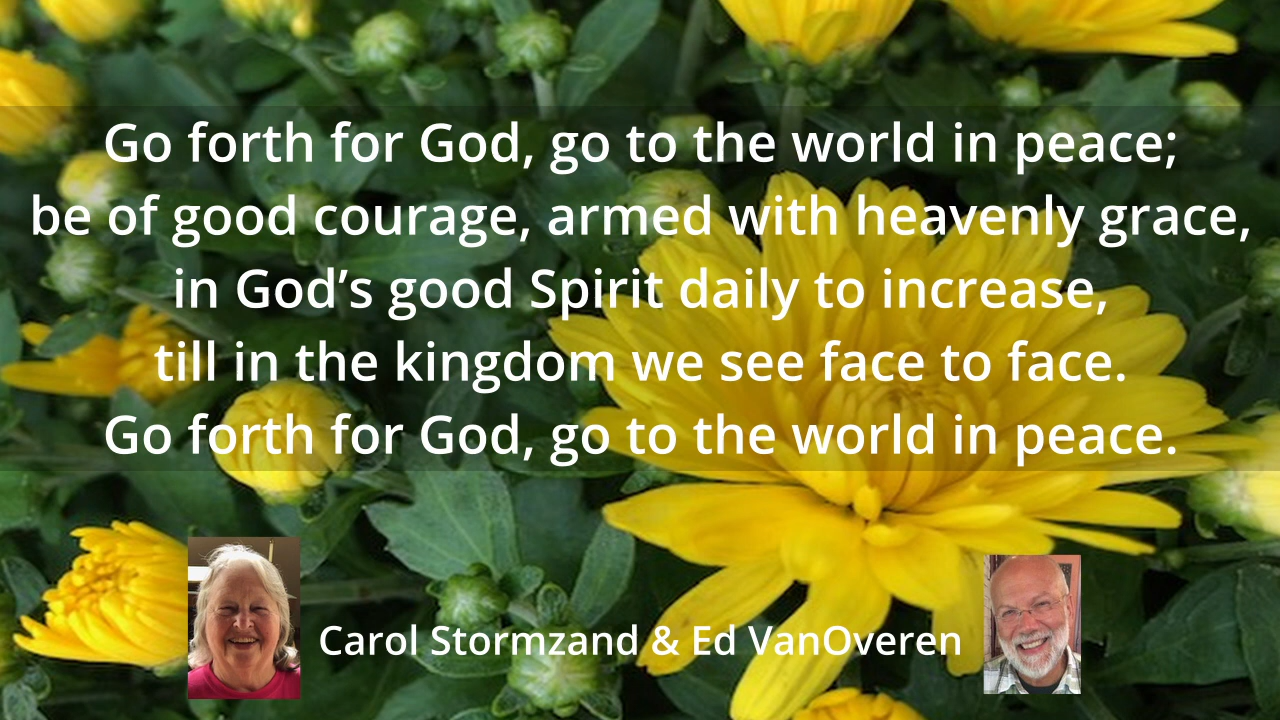 Go forth for God, go to the world in peace;
be of good courage, armed with heavenly grace,
in God’s good Spirit daily to increase,
till in the kingdom we see face to face.
Go forth for God, go to the world in peace.
Carol Stormzand & Ed VanOveren